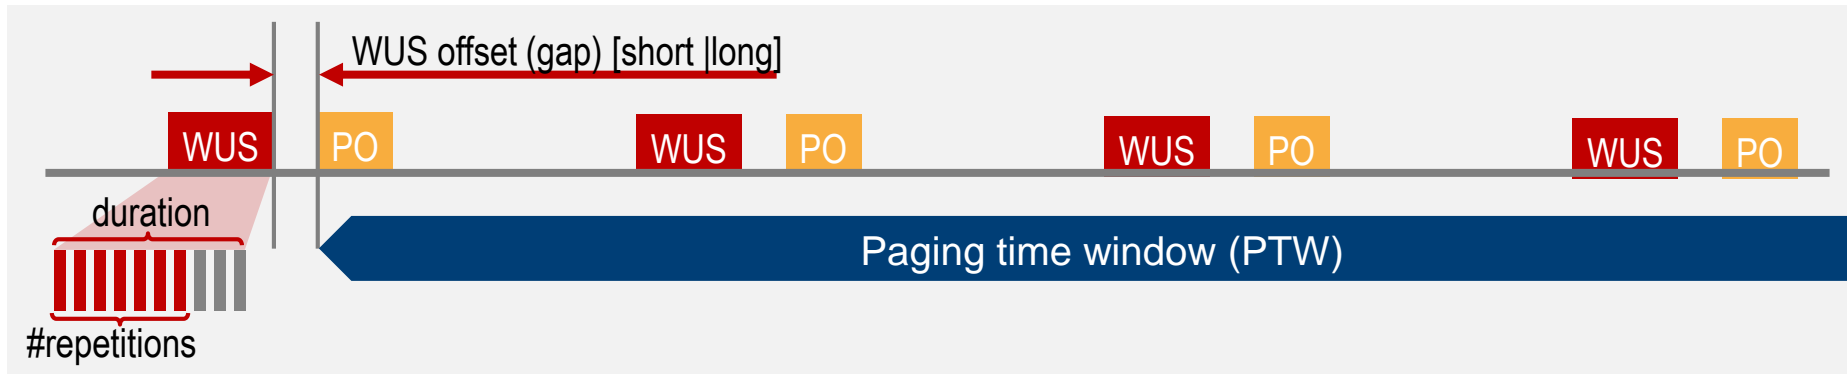 WUS offset (gap) [short |long]
WUS PO WUS PO WUS PO WUS PO
duration
Paging time window (PTW)
#repetitions